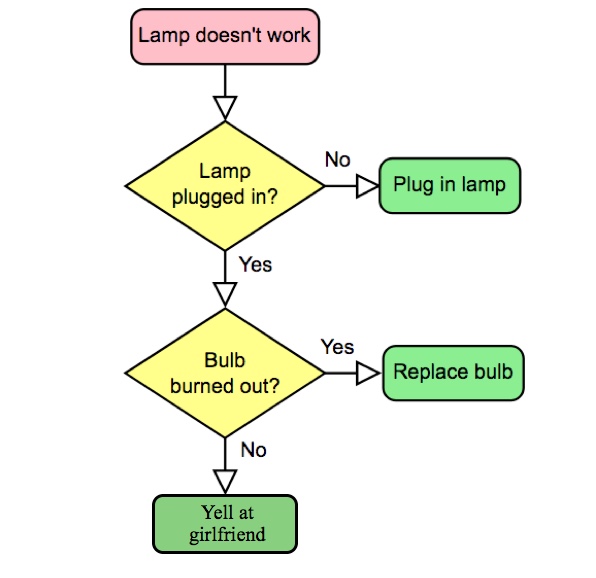 Lamp doesn't work
Lamp
plugged in?
No
Plug in lamp
Yes
Bulb
burned out?
Yes
Replace bulb
No
Yell at
girlfriend